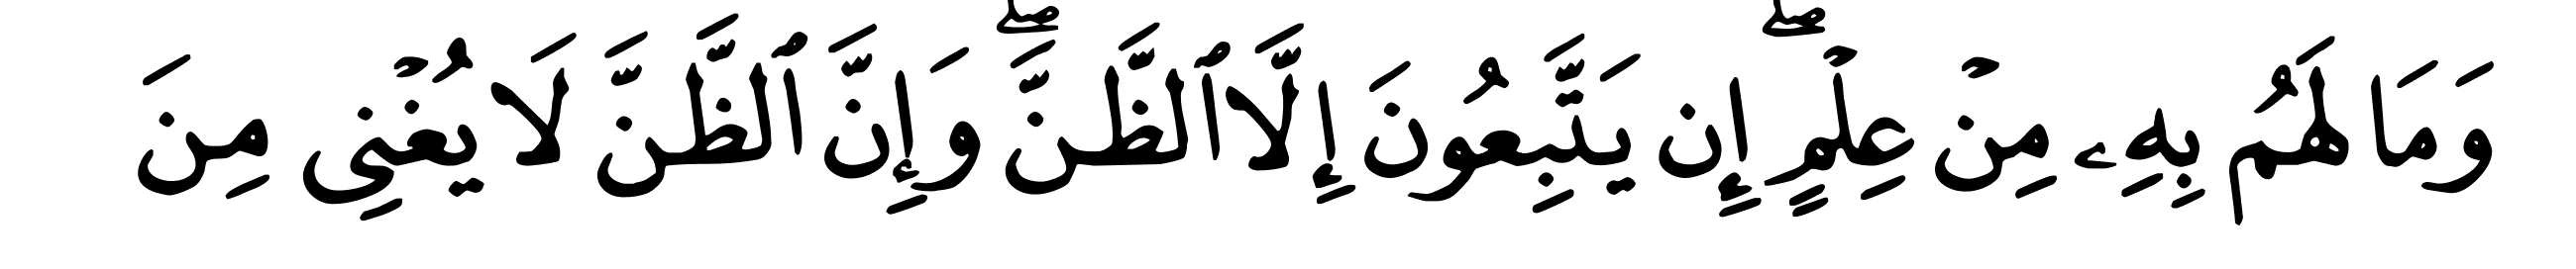 وَمَا لَهُم بِهِۦ مِنۡ عِلۡمٍۖ إِن يَتَّبِعُونَ إِلَّا ٱلظَّنَّۖ وَإِنَّ ٱلظَّنَّ لَا يُغۡنِي مِنَ